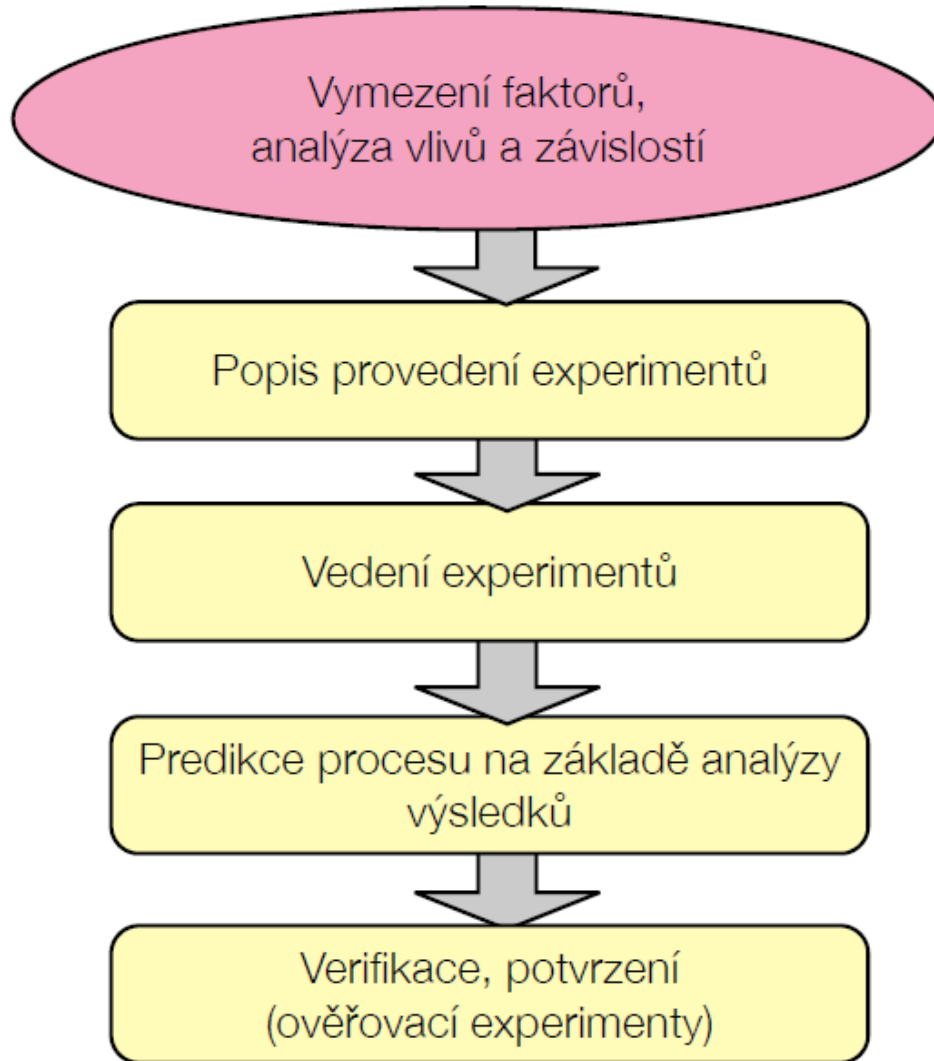 Vymezení faktorů,
analýza vlivů a závislostí
Popis provedení experimentů
Vedení experimentů
Predikce procesu na základě analýzy
výsledků
Verifikace, potvrzení
(ověřovací experimenty)